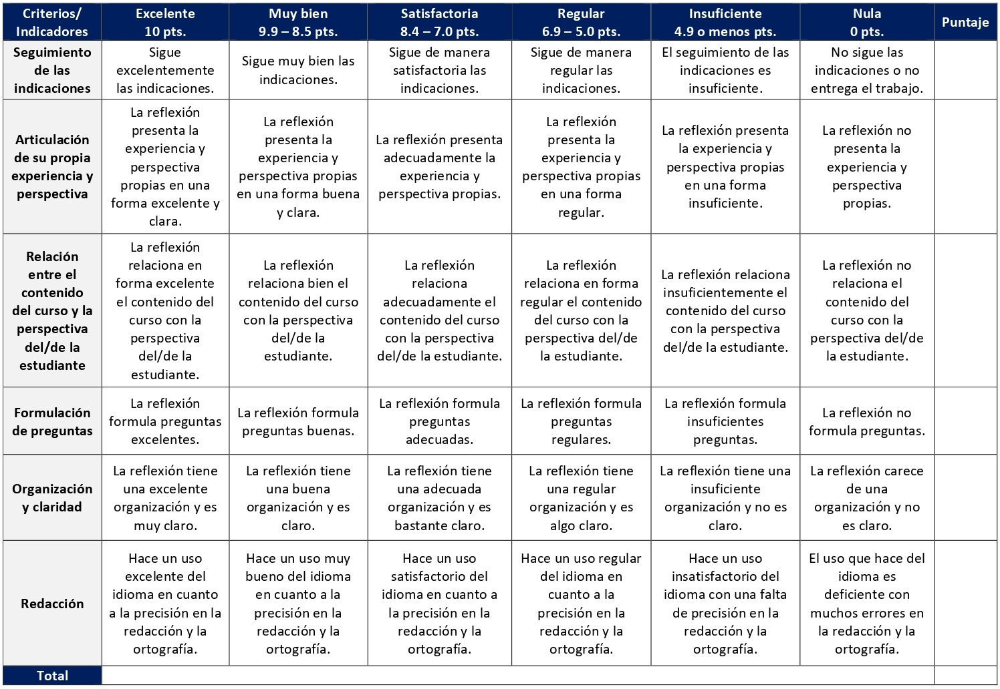 Criterios/
Indicadores
Excelente
10 pts.
Muy bien
9.9 – 8.5 pts.
Satisfactoria
8.4 – 7.0 pts.
Regular
6.9 – 5.0 pts.
Insuficiente
4.9 o menos pts.
Nula
0 pts.
Puntaje
Seguimiento
de las
indicaciones
Sigue
excelentemente
las indicaciones.
Sigue muy bien las
indicaciones.
Sigue de manera
satisfactoria las
indicaciones.
Sigue de manera
regular las
indicaciones.
El seguimiento de las
indicaciones es
insuficiente.
No sigue las
indicaciones o no
entrega el trabajo.
Articulación
de su propia
experiencia y
perspectiva
La reflexión
presenta la
experiencia y
perspectiva
propias en una
forma excelente y
clara.
La reflexión
presenta la
experiencia y
perspectiva propias
en una forma buena
y clara.
La reflexión presenta
adecuadamente la
experiencia y
perspectiva propias.
La reflexión
presenta la
experiencia y
perspectiva propias
en una forma
regular.
La reflexión presenta
la experiencia y
perspectiva propias
en una forma
insuficiente.
La reflexión no
presenta la
experiencia y
perspectiva
propias.
Relación
entre el
contenido
del curso y la
perspectiva
del/de la
estudiante
La reflexión
relaciona en
forma excelente
el contenido del
curso con la
perspectiva
del/de la
estudiante.
La reflexión
relaciona bien el
contenido del curso
con la perspectiva
del/de la
estudiante.
La reflexión
relaciona
adecuadamente el
contenido del curso
con la perspectiva
del/de la estudiante.
La reflexión
relaciona en forma
regular el contenido
del curso con la
perspectiva del/de
la estudiante.
La reflexión relaciona
insuficientemente el
contenido del curso
con la perspectiva
del/de la estudiante.
La reflexión no
relaciona el
contenido del
curso con la
perspectiva del/de
la estudiante.
Formulación
de preguntas
La reflexión
formula preguntas
excelentes.
La reflexión formula
preguntas buenas.
La reflexión formula
preguntas
adecuadas.
La reflexión formula
preguntas
regulares.
La reflexión formula
insuficientes
preguntas.
La reflexión no
formula preguntas.
Organización
y claridad
La reflexión tiene
una excelente
organización y es
muy claro.
La reflexión tiene
una buena
organización y es
claro.
La reflexión tiene
una adecuada
organización y es
bastante claro.
La reflexión tiene
una regular
organización y es
algo claro.
La reflexión tiene una
insuficiente
organización y no es
claro.
La reflexión carece
de una
organización y no
es claro.
Redacción
Hace un uso
excelente del
idioma en cuanto
a la precisión en la
redacción y la
ortografía.
Hace un uso muy
bueno del idioma
en cuanto a la
precisión en la
redacción y la
ortografía.
Hace un uso
satisfactorio del
idioma en cuanto a
la precisión en la
redacción y la
ortografía.
Hace un uso regular
del idioma en
cuanto a la
precisión en la
redacción y la
ortografía.
Hace un uso
insatisfactorio del
idioma con una falta
de precisión en la
redacción y la
ortografía.
El uso que hace del
idioma es
deficiente con
muchos errores en
la redacción y la
ortografía.
Total